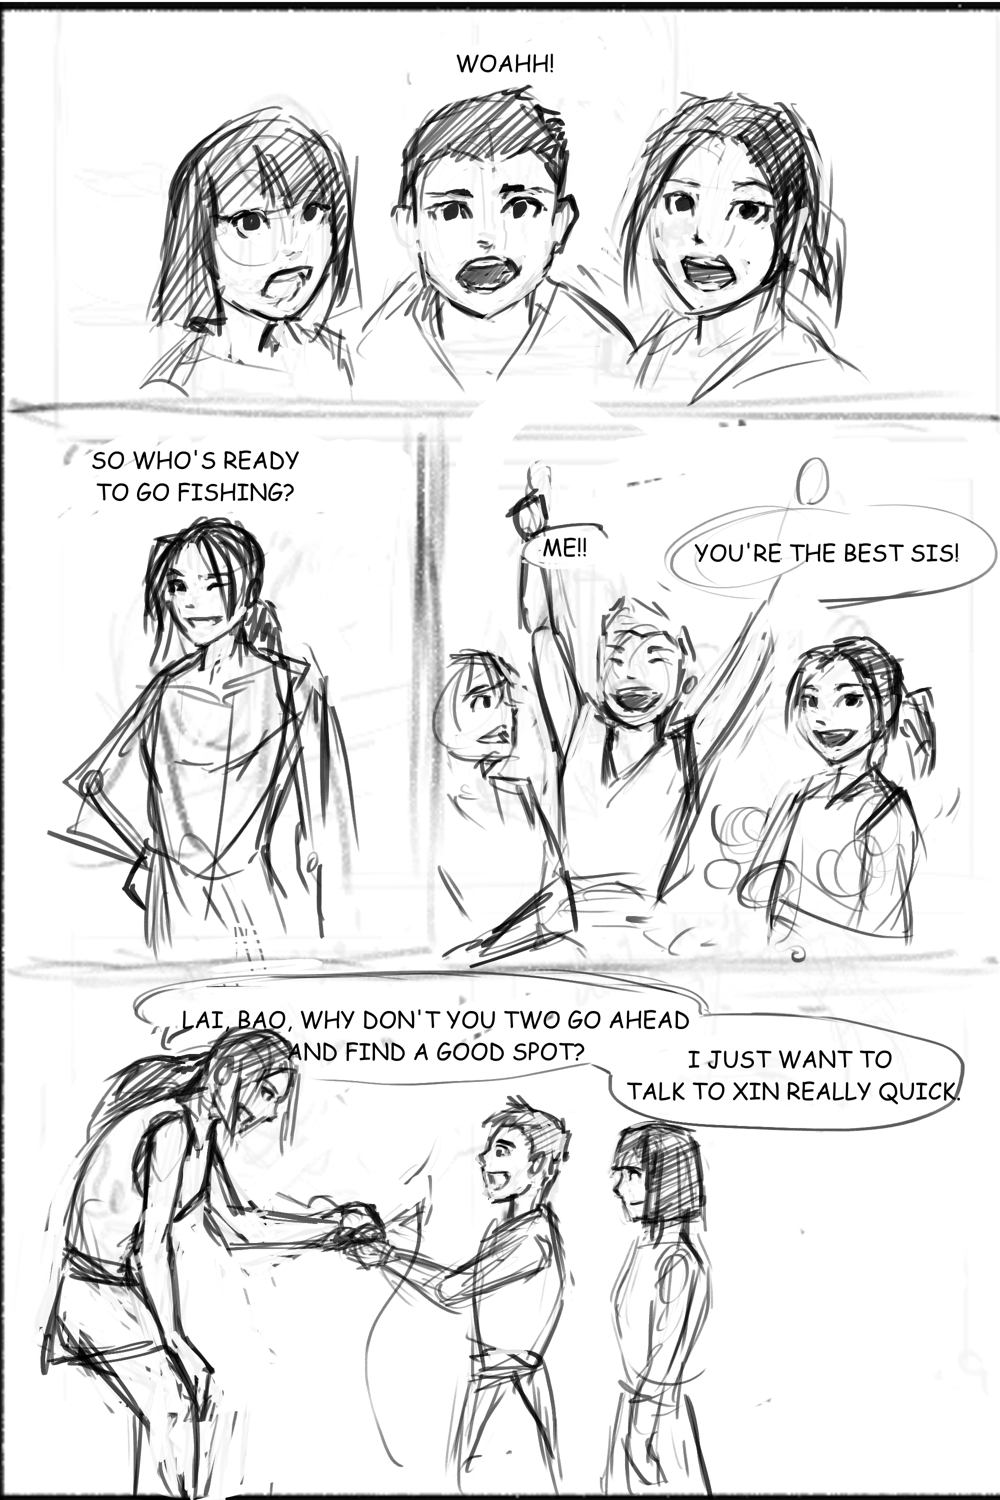 WOAHH!
SO WHO'S READY
TO GO FISHING?
ME!!
YOU'RE THE BEST SIS!
LAI, BAO, WHY DON'T YOU TWO GO AHEAD
AND FIND A GOOD SPOT?
I JUST WANT TO
TALK TO XIN REALLY QUICK.